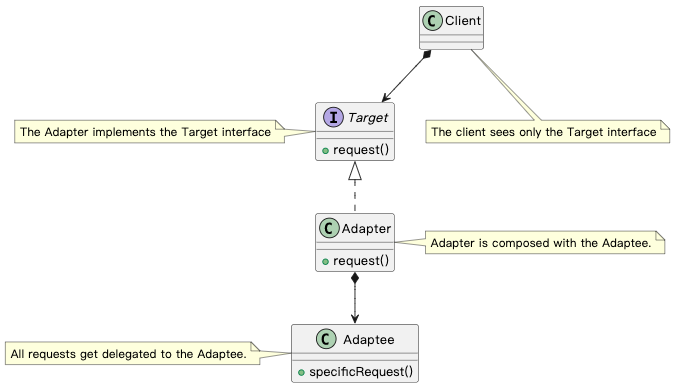 C Client
The Adapter implements the Target interface
I Target
+ request()
The client sees only the Target interface
C Adapter
+ request()
Adapter is composed with the Adaptee.
All requests get delegated to the Adaptee.
C Adaptee
specificRequest()